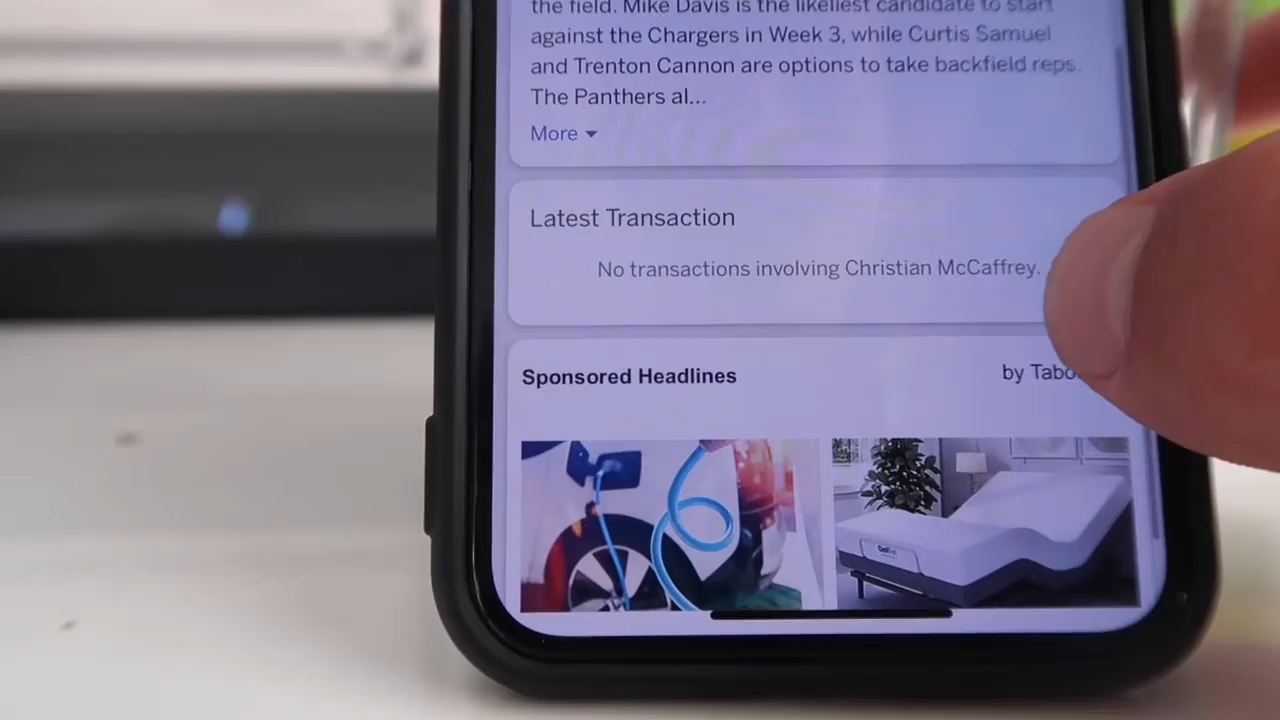 the field. Mike Davis is the likeliest candidate to start
against the Chargers in Week 3, while Curtis Samuel
and Trenton Cannon are options to take backfield reps.
The Panthers al...
More
Latest Transaction
No transactions involving Christian McCaffrey.
Sponsored Headlines
by Tabo